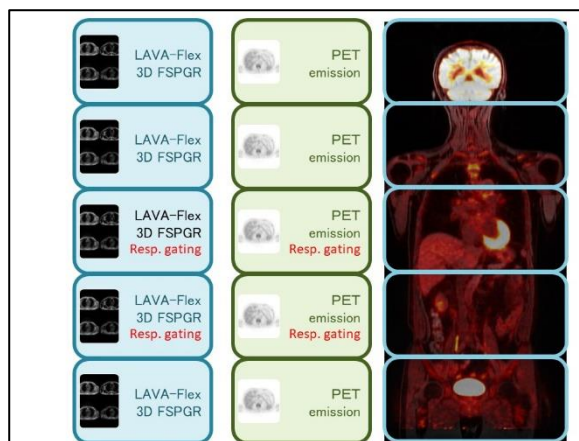 LAVA-Flex
3D FSPGR
PET
emission
LAVA-Flex
3D FSPGR
PET
emission
LAVA-Flex
3D FSPGR
Resp. gating
PET
emission
Resp. gating
LAVA-Flex
3D FSPGR
Resp. gating
PET
emission
Resp. gating
LAVA-Flex
3D FSPGR
PET
emission